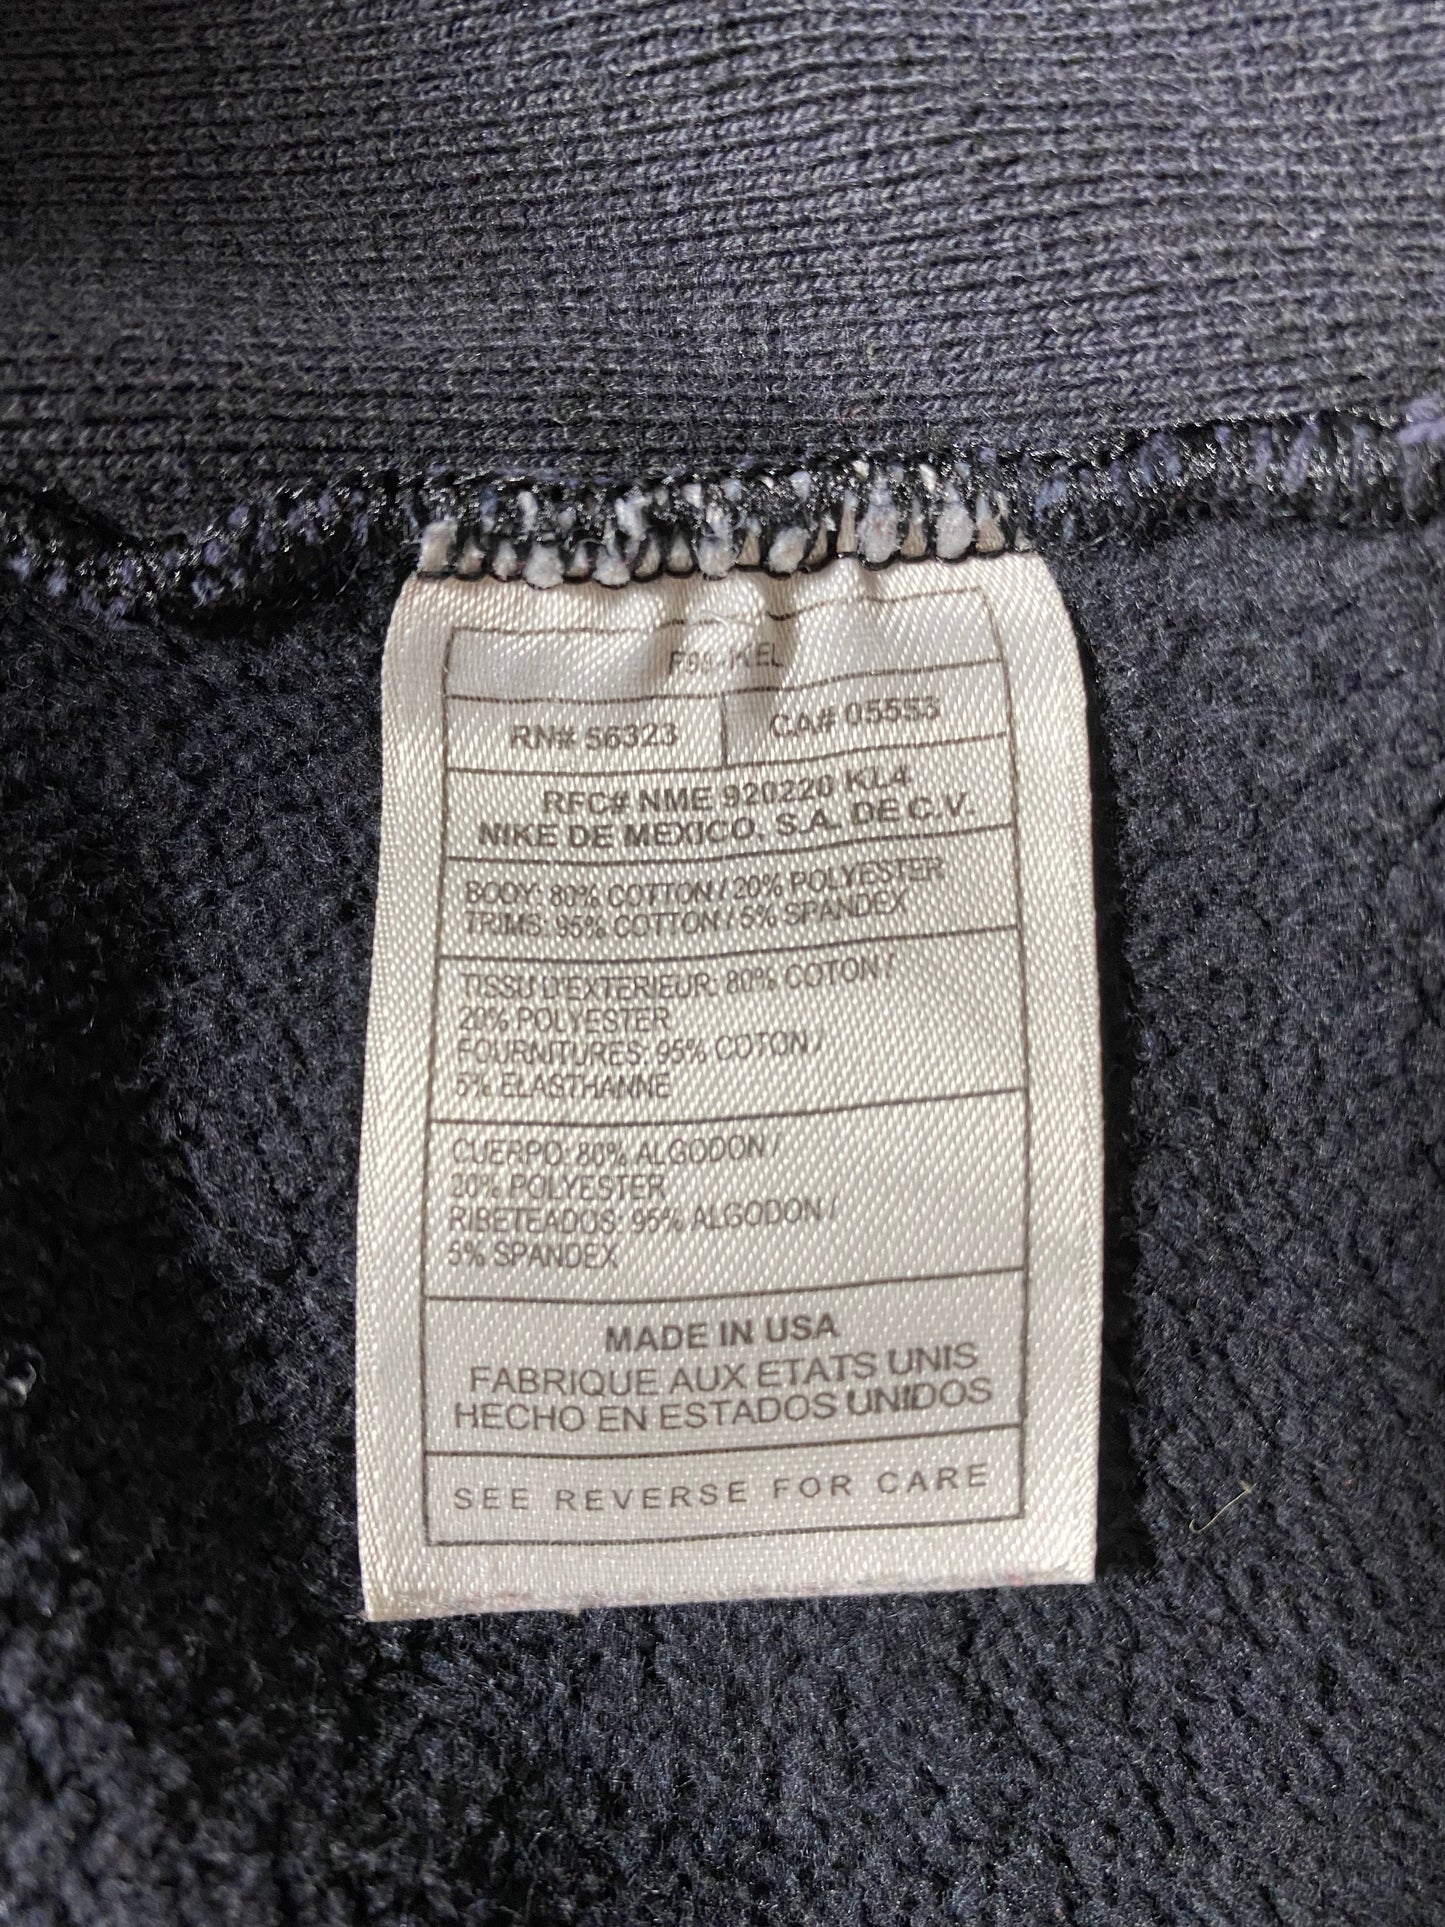 RN# 56323 CA# 05553
RFC# NME 920220 KL4
NIKE DE MEXICO, S.A. DE C.V.
BODY: 80% COTTON / 20% POLYESTER
TRIMS: 95% COTTON / 5% SPANDEX
TISSU D'EXTERIEUR: 80% COTON /
20% POLYESTER
FOURNITURES: 95% COTON /
5% ELASTHANNE
CUERPO: 80% ALGODON /
20% POLYESTER
RIBETEADOS: 95% ALGODON /
5% SPANDEX
MADE IN USA
FABRIQUE AUX ETATS UNIS
HECHO EN ESTADOS UNIDOS
SEE REVERSE FOR CARE